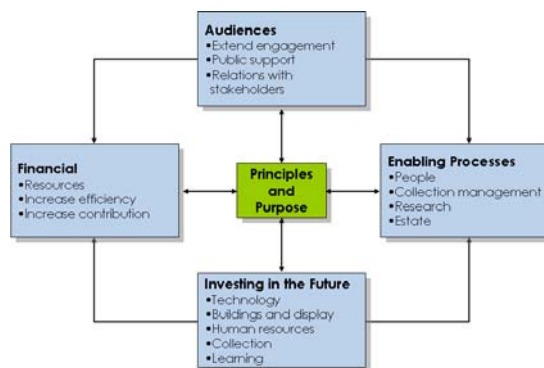 Audiences
•Extend engagement
•Public support
•Relations with
stakeholders
Financial
•Resources
•Increase efficiency
•Increase contribution
Principles
and
Purpose
Enabling Processes
•People
•Collection management
•Research
•Estate
Investing in the Future
•Technology
•Buildings and display
•Human resources
•Collection
•Learning